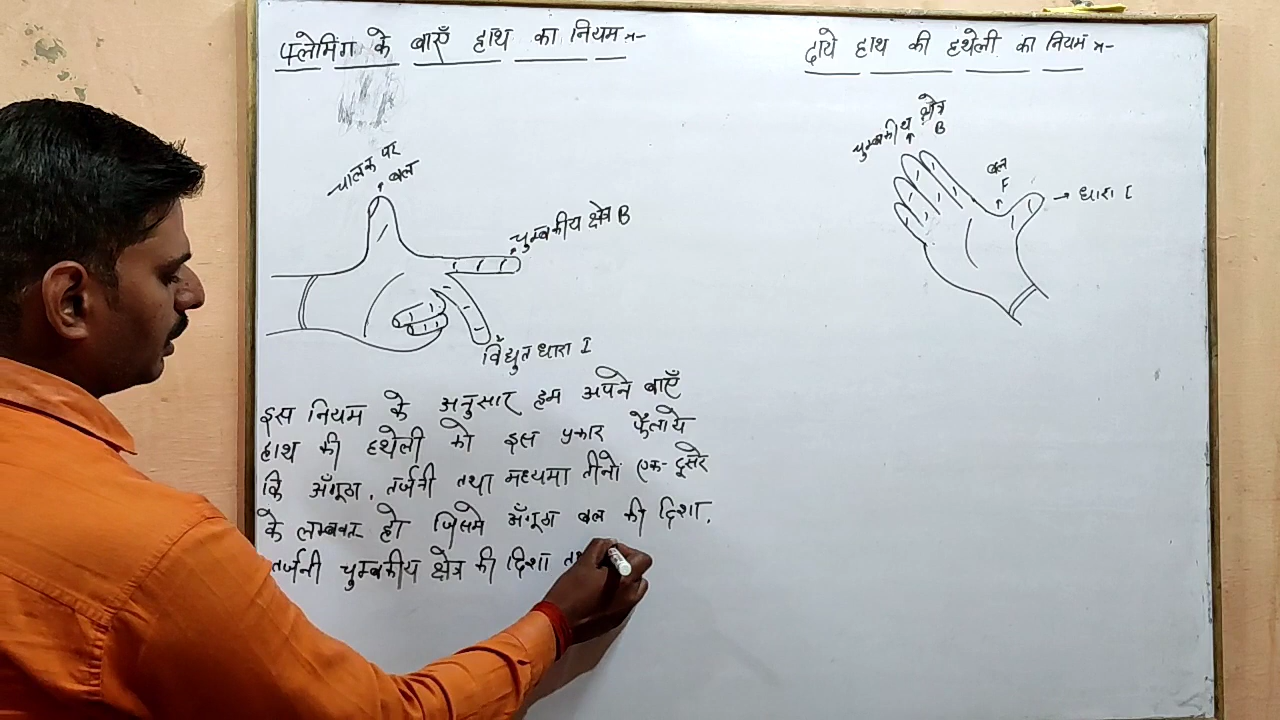 फ्लेमिंग के बाएँ हाथ का नियम :-
चालक पर
बल
चुम्बकीय क्षेत्र B
विद्युत धारा I
इस नियम के अनुसार हम अपने बाएँ
हाथ की हथेली को इस प्रकार फैलाये
कि अँगूठा, तर्जनी तथा मध्यमा तीनों एक-दूसरे
के लम्बवत हो जिसमे अँगूठा बल की दिशा,
तर्जनी चुम्बकीय क्षेत्र की दिशा
दाये हाथ की हथेली का नियम :-
चुम्बकीय क्षेत्र
B
बल
F
→ धारा I